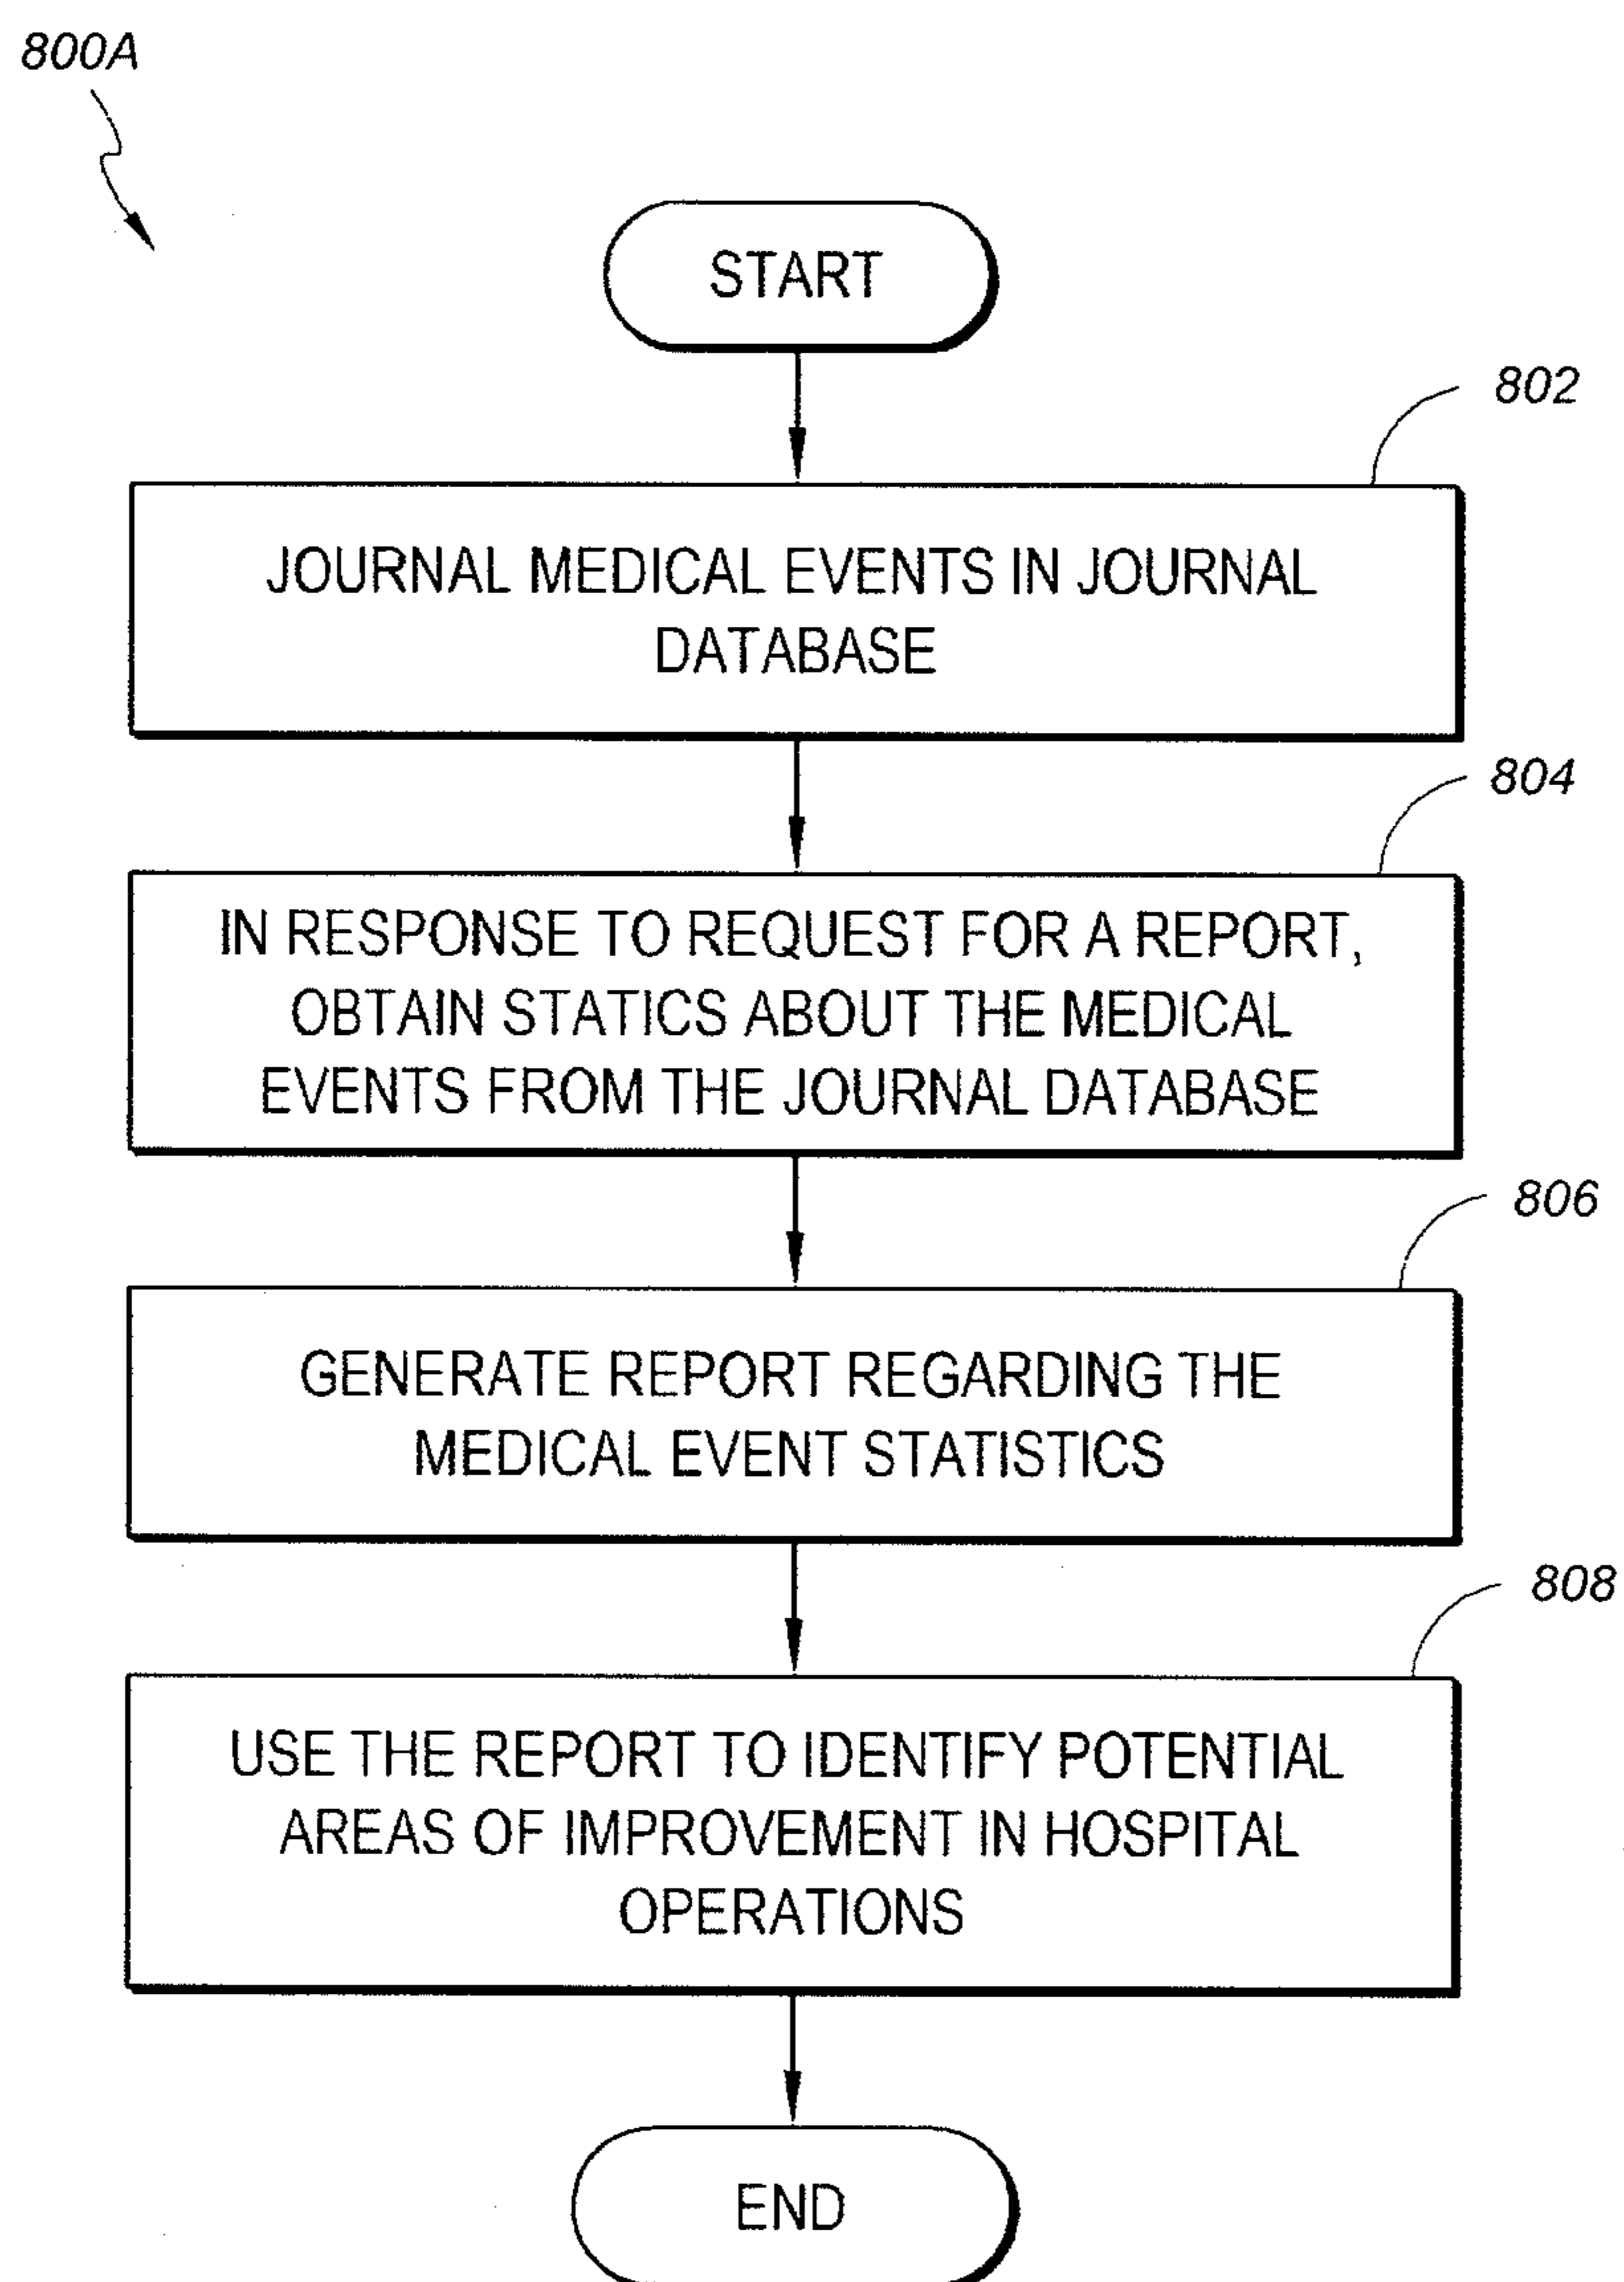 800A
START
802
JOURNAL MEDICAL EVENTS IN JOURNAL
DATABASE
804
IN RESPONSE TO REQUEST FOR A REPORT,
OBTAIN STATICS ABOUT THE MEDICAL
EVENTS FROM THE JOURNAL DATABASE
806
GENERATE REPORT REGARDING THE
MEDICAL EVENT STATISTICS
808
USE THE REPORT TO IDENTIFY POTENTIAL
AREAS OF IMPROVEMENT IN HOSPITAL
OPERATIONS
END